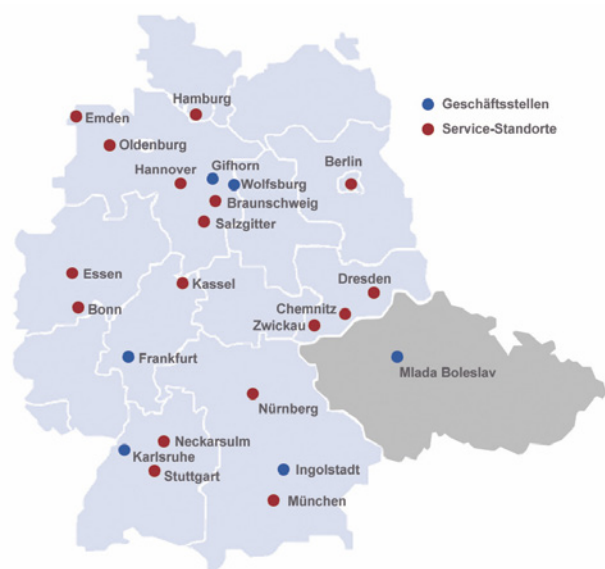 Hamburg
Geschäftsstellen
Emden
Service-Standorte
Oldenburg
Gifhorn
Berlin
Hannover
Wolfsburg
Braunschweig
Salzgitter
Essen
Kassel
Dresden
Bonn
Chemnitz
Zwickau
Frankfurt
Mlada Boleslav
Nürnberg
Neckarsulm
Karlsruhe
Ingolstadt
Stuttgart
München